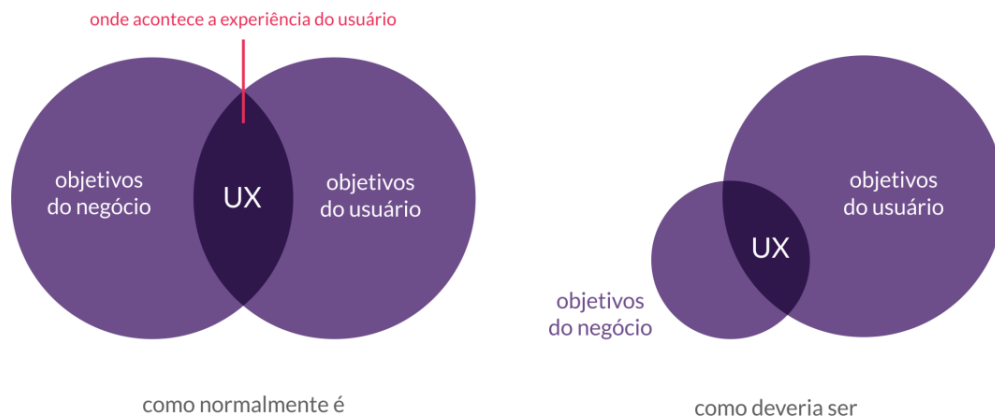 onde acontece a experiência do usuário
objetivos
do negócio
UX
objetivos
do usuário
como normalmente é
objetivos
do usuário
UX
objetivos
do negócio
como deveria ser